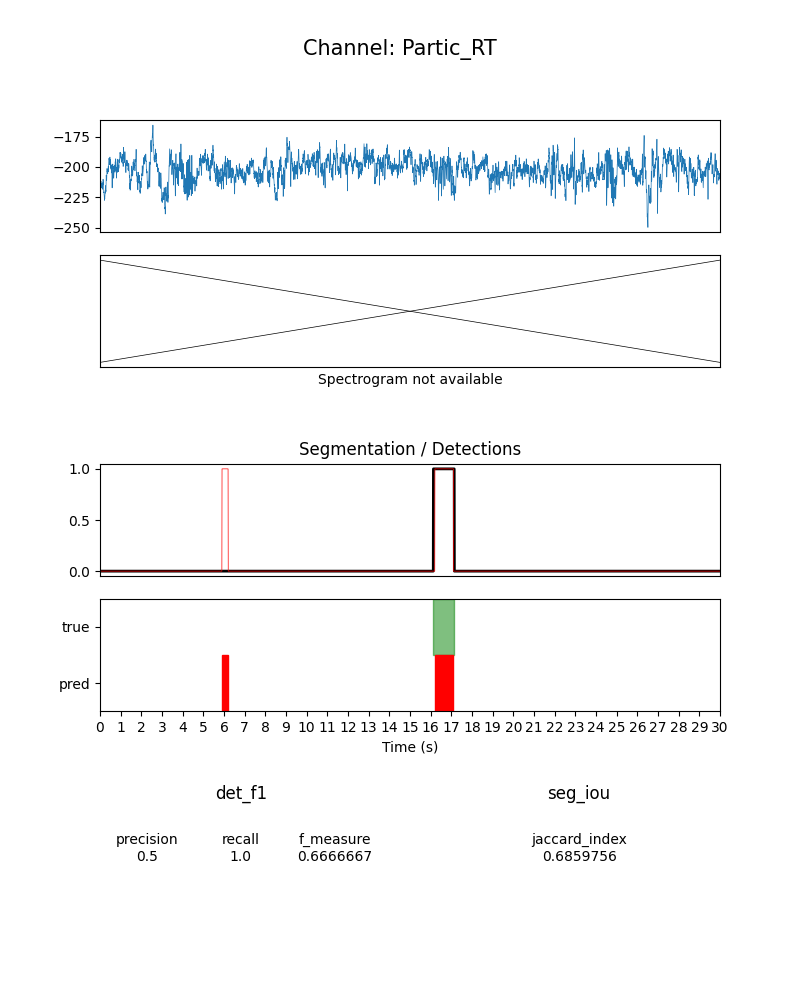 Channel: Partic_RT
−175
−200
−225
−250
Spectrogram not available
Segmentation / Detections
1.0
0.5
0.0
true
pred
0 1 2 3 4 5 6 7 8 9 10 11 12 13 14 15 16 17 18 19 20 21 22 23 24 25 26 27 28 29 30
Time (s)
det_f1 seg_iou
precision recall f_measure jaccard_index
0.5 1.0 0.6666667 0.6859756